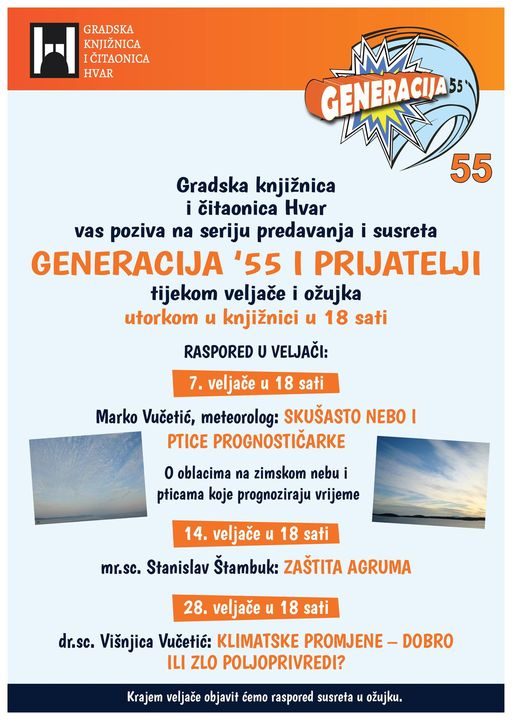 GRADSKA
KNJIŽNICA
I ČITAONICA
HVAR
GENERACIJA 55'
55
Gradska knjižnica
i čitaonica Hvar
vas poziva na seriju predavanja i susreta
GENERACIJA '55 I PRIJATELJI
tijekom veljače i ožujka
utorkom u knjižnici u 18 sati
RASPORED U VELJAČI:
7. veljače u 18 sati
Marko Vučetić, meteorolog: SKUŠASTO NEBO I
PTICE PROGNOSTIČARKE
O oblacima na zimskom nebu i
pticama koje prognoziraju vrijeme
14. veljače u 18 sati
mr.sc. Stanislav Štambuk: ZAŠTITA AGRUMA
28. veljače u 18 sati
dr.sc. Višnjica Vučetić: KLIMATSKE PROMJENE – DOBRO
ILI ZLO POLJOPRIVREDI?
Krajem veljače objavit ćemo raspored susreta u ožujku.